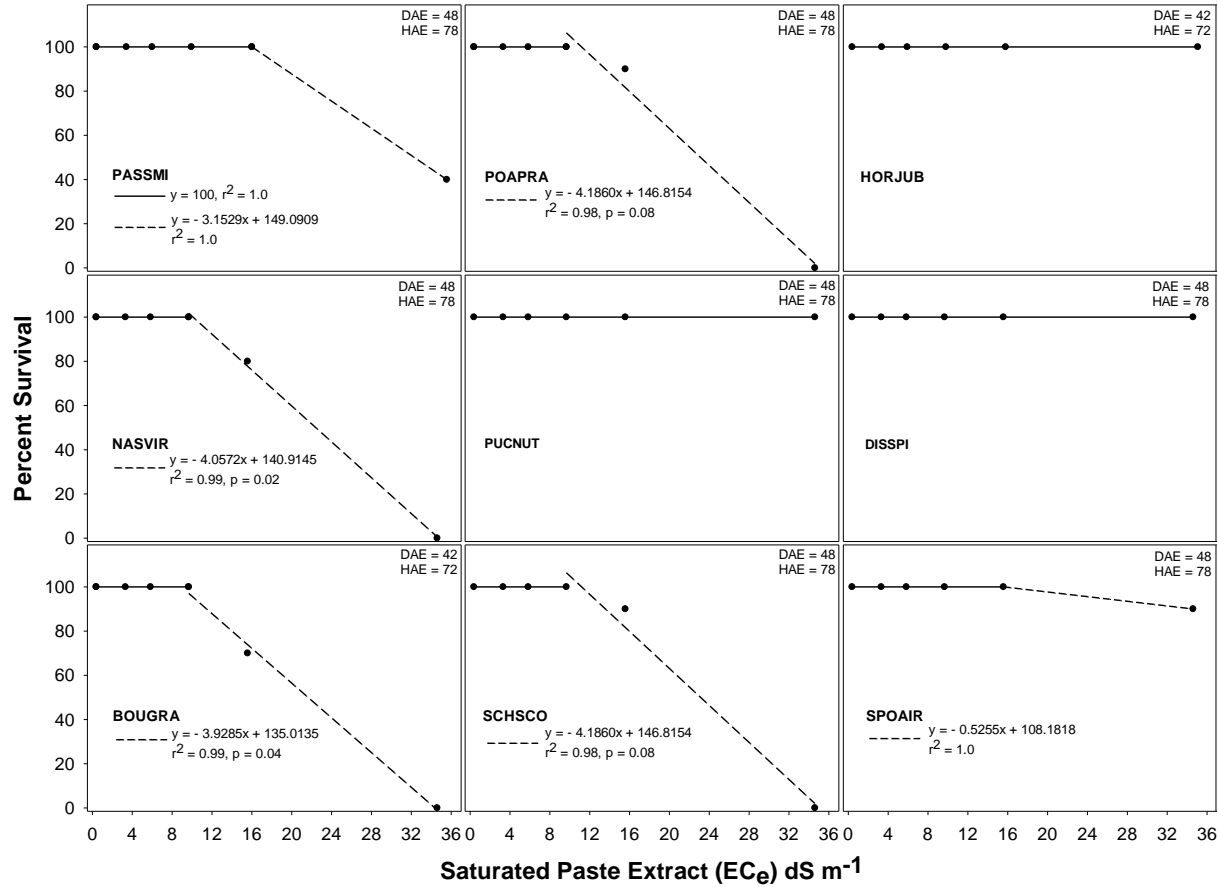 DAE = 48
HAE = 78
100
80
60
40
20
0
PASSMI
y = 100, r² = 1.0
y = - 3.1529x + 149.0909
r² = 1.0
DAE = 48
HAE = 78
POAPRA
y = - 4.1860x + 146.8154
r² = 0.98, p = 0.08
DAE = 42
HAE = 72
HORJUB
Percent Survival
DAE = 48
HAE = 78
100
80
60
40
20
0
NASVIR
y = - 4.0572x + 140.9145
r² = 0.99, p = 0.02
DAE = 48
HAE = 78
PUCNUT
DAE = 48
HAE = 78
DISSPI
DAE = 42
HAE = 72
100
80
60
40
20
0
BOUGRA
y = - 3.9285x + 135.0135
r² = 0.99, p = 0.04
DAE = 48
HAE = 78
SCHSCO
y = - 4.1860x + 146.8154
r² = 0.98, p = 0.08
DAE = 48
HAE = 78
SPOAIR
y = - 0.5255x + 108.1818
r² = 1.0
0 4 8 12 16 20 24 28 32 36
0 4 8 12 16 20 24 28 32 36
0 4 8 12 16 20 24 28 32 36
Saturated Paste Extract (ECe) dS m⁻¹